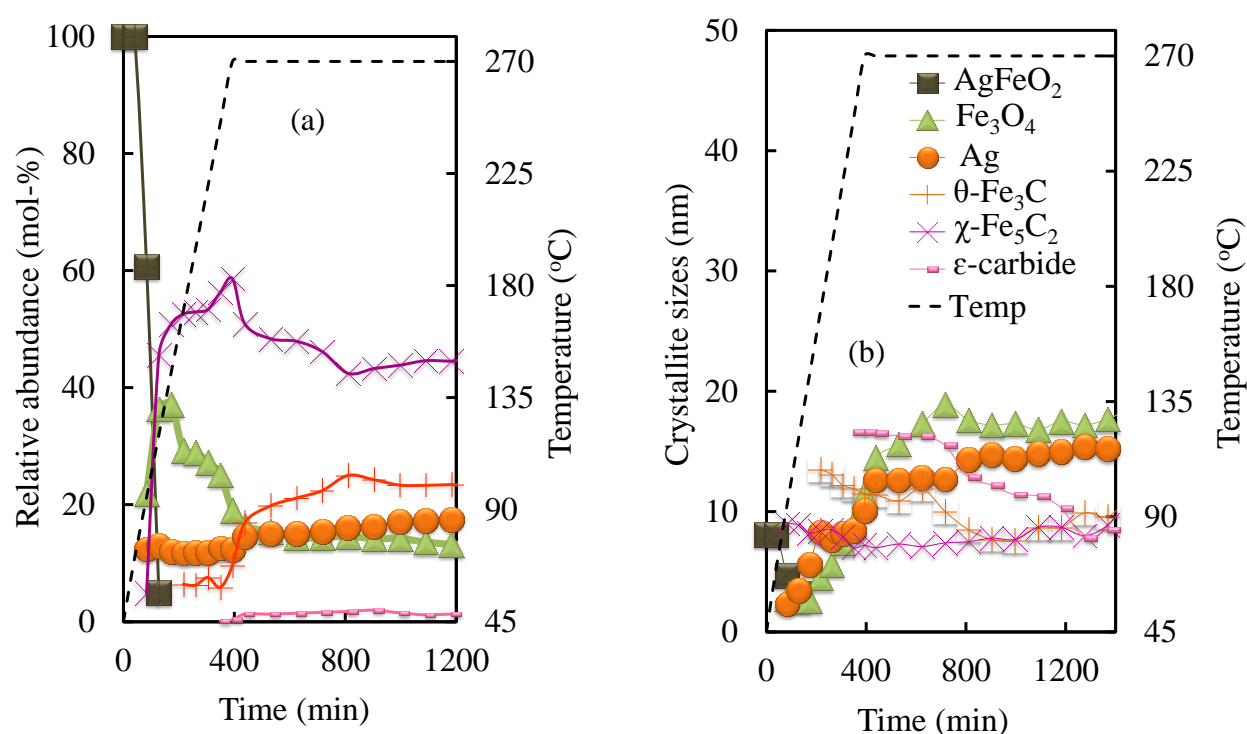 Relative abundance (mol-%)
100
80
60
40
20
0
(a)
270
225
180
135
90
45
Temperature (°C)
0
400
800
1200
Time (min)
Crystallite sizes (nm)
50
40
30
20
10
0
AgFeO₂
Fe₃O₄
Ag
θ-Fe₃C
χ-Fe₅C₂
ε-carbide
Temp
(b)
270
225
180
135
90
45
Temperature (°C)
0
400
800
1200
Time (min)